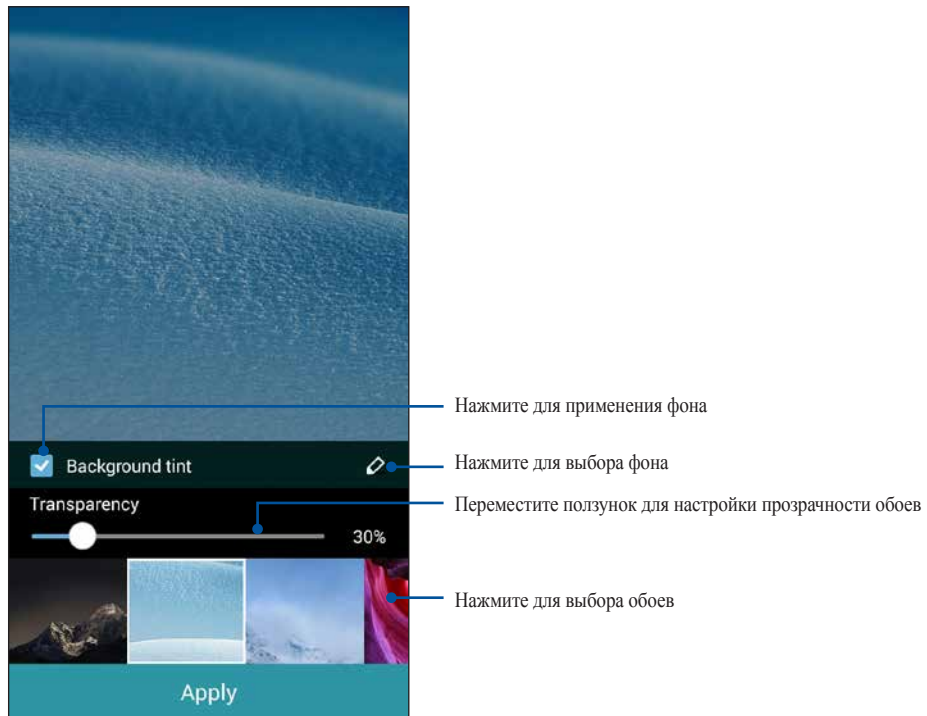 Нажмите для применения фона
Background tint
Нажмите для выбора фона
Transparency
Переместите ползунок для настройки прозрачности обоев
30%
Нажмите для выбора обоев
Apply